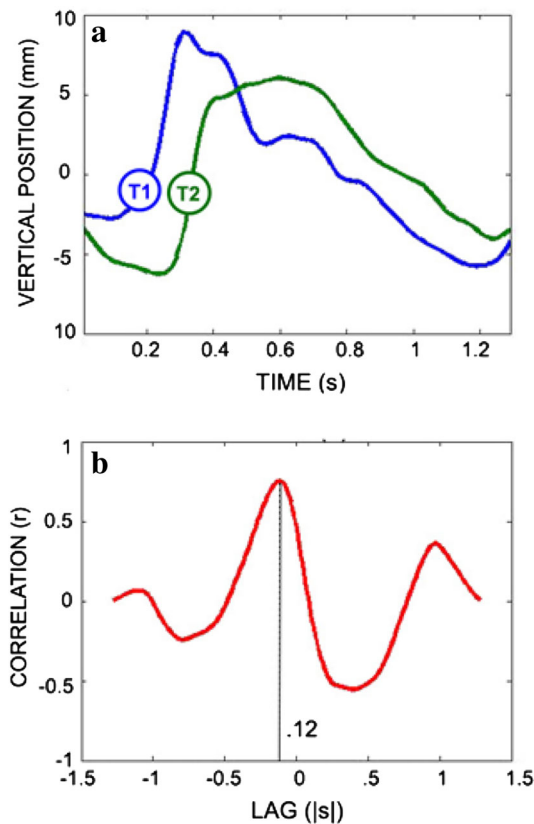 a
VERTICAL POSITION (mm)
10
5
0
-5
10
T1
T2
0.2 0.4 0.6 0.8 1 1.2
TIME (s)
b
CORRELATION (r)
1
0.5
0
-0.5
-1
.12
-1.5 -1 -0.5 0 .5 1 1.5
LAG (|s|)